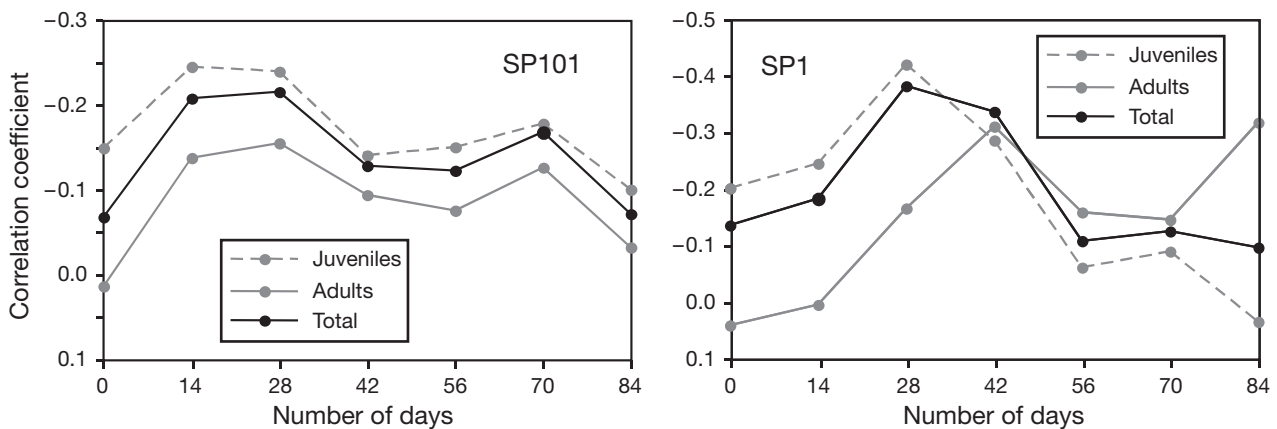 Correlation coefficient
−0.3
−0.2
−0.1
0.0
0.1
SP101
Juveniles
Adults
Total
0 14 28 42 56 70 84
Number of days
−0.5
−0.4
−0.3
−0.2
−0.1
0.0
0.1
SP1
Juveniles
Adults
Total
0 14 28 42 56 70 84
Number of days